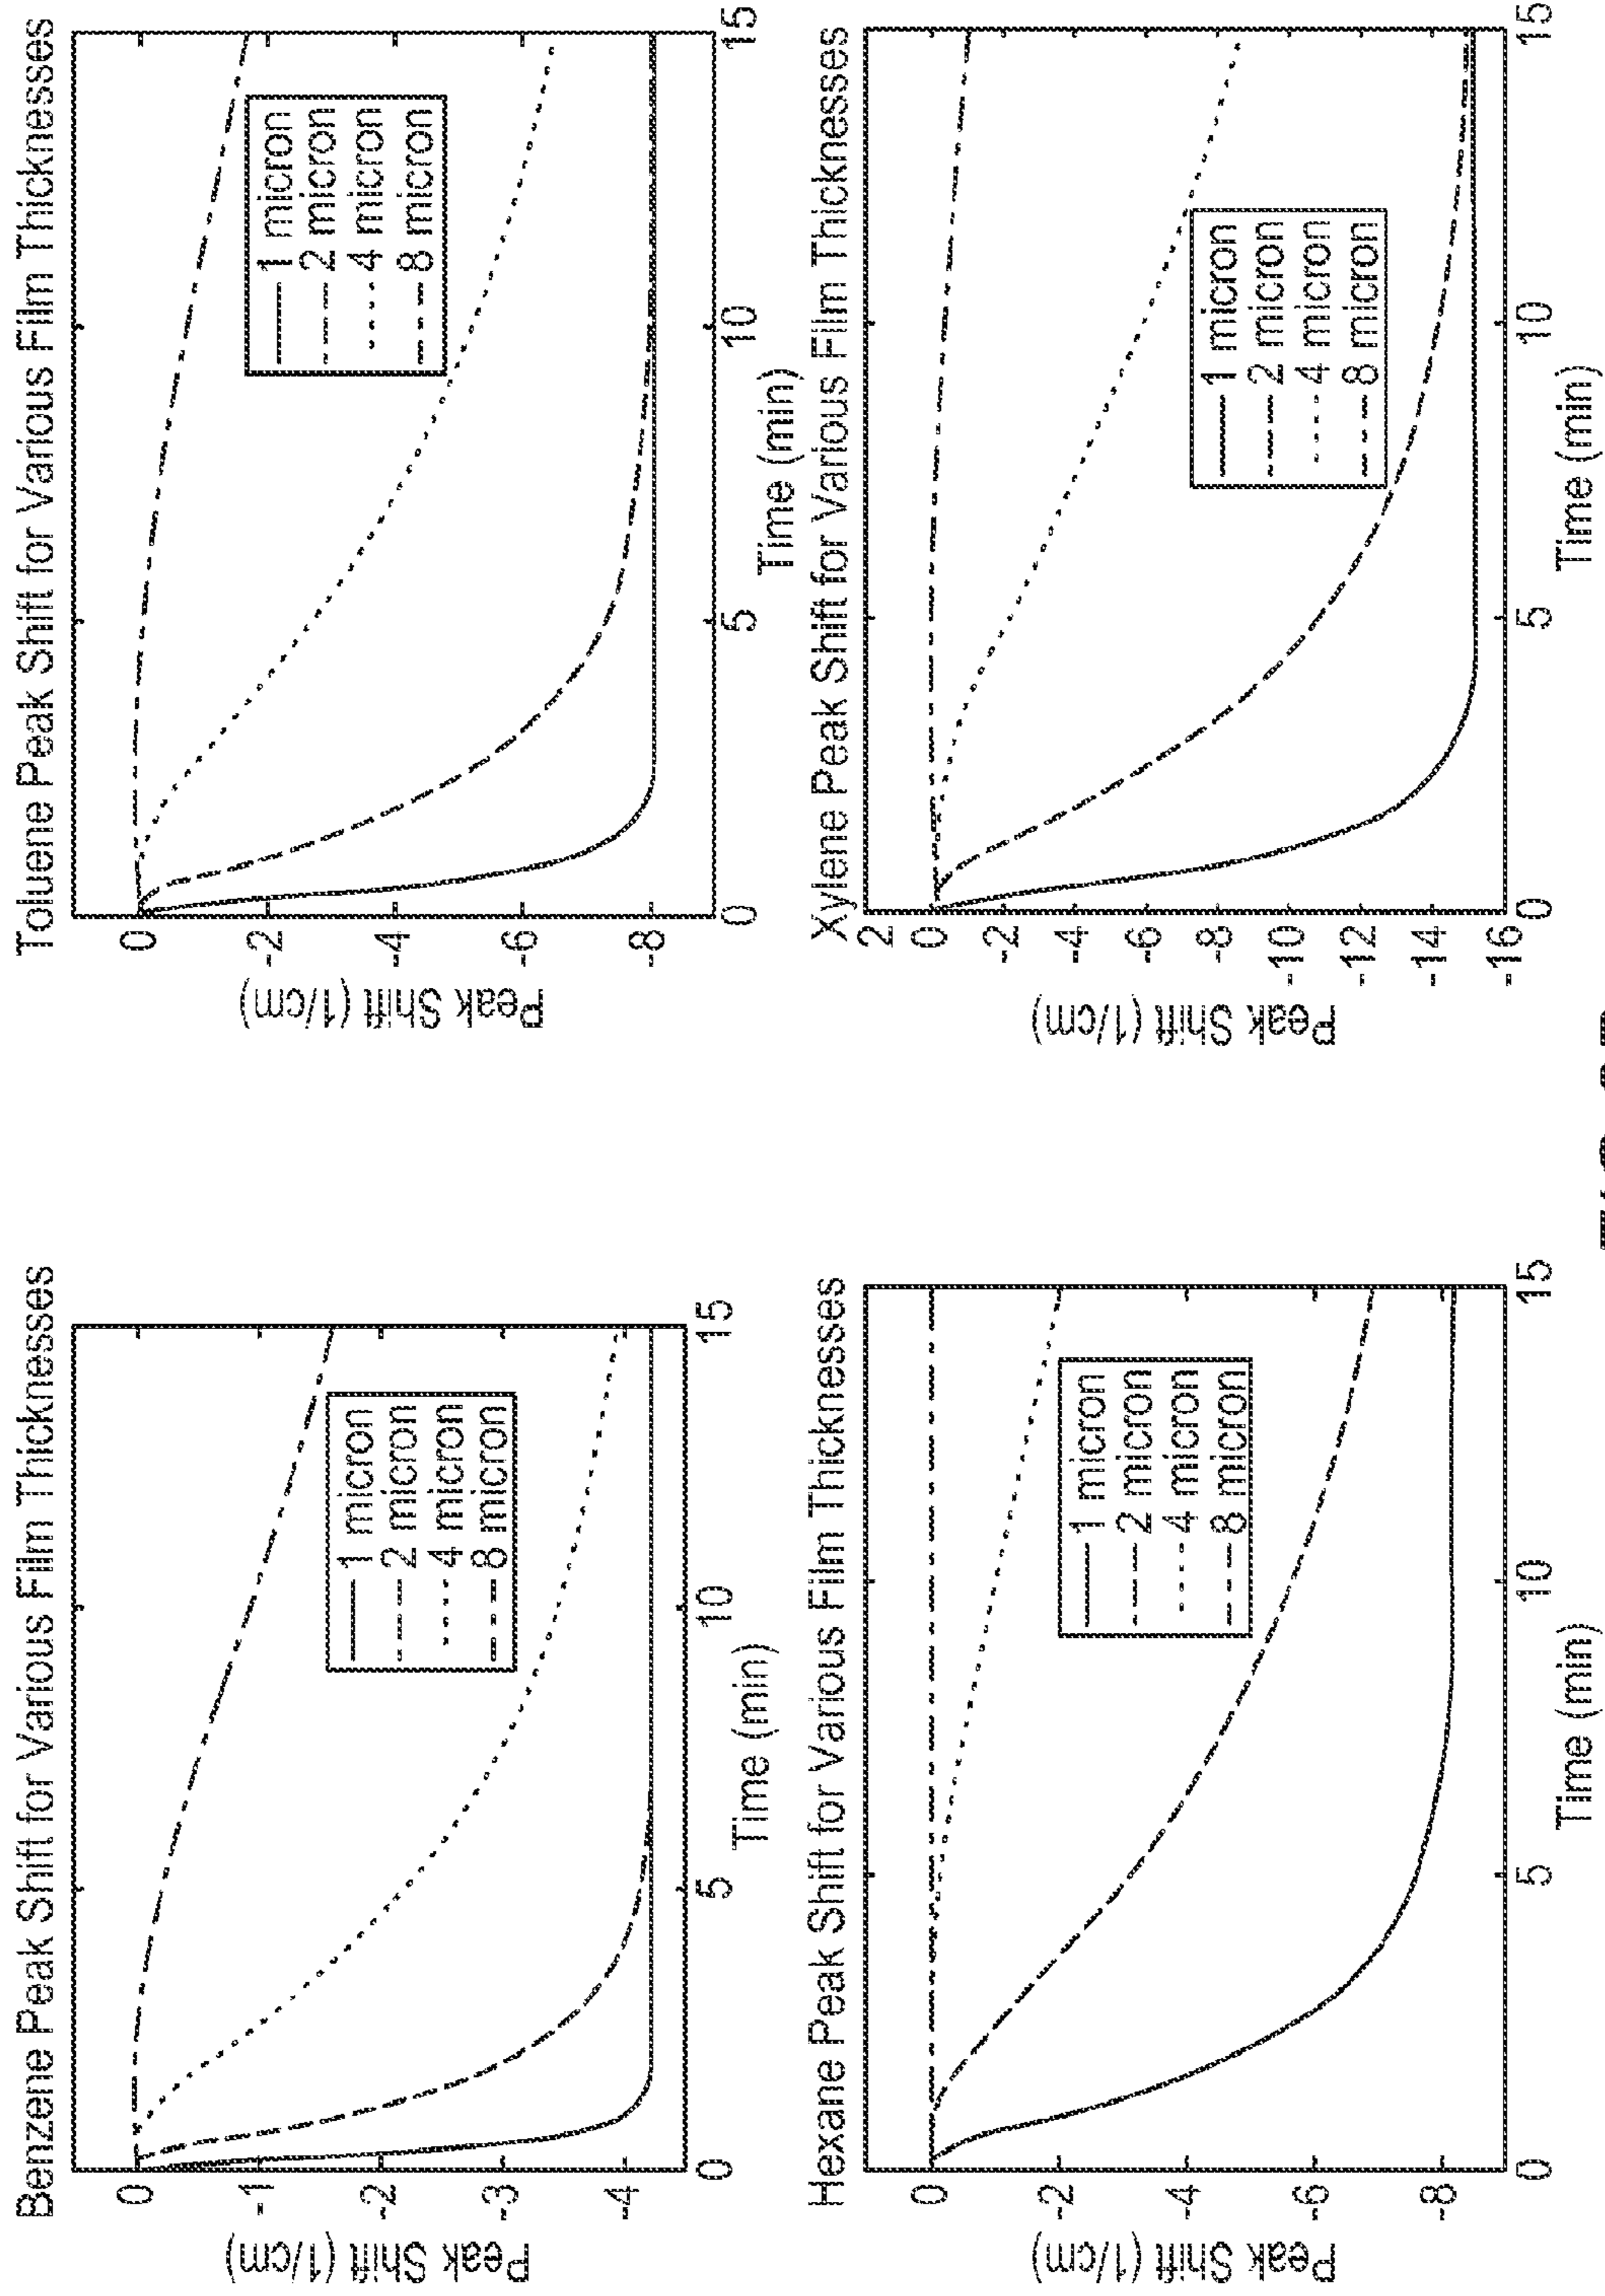 Benzene Peak Shift for Various Film Thicknesses
Peak Shift (1/cm)
0
-1
-2
-3
-4
1 micron
2 micron
4 micron
8 micron
0
5
10
15
Time (min)
Toluene Peak Shift for Various Film Thicknesses
Peak Shift (1/cm)
0
-2
-4
-6
-8
1 micron
2 micron
4 micron
8 micron
0
5
10
15
Time (min)
Hexane Peak Shift for Various Film Thicknesses
Peak Shift (1/cm)
0
-2
-4
-6
-8
1 micron
2 micron
4 micron
8 micron
0
5
10
15
Time (min)
Xylene Peak Shift for Various Film Thicknesses
Peak Shift (1/cm)
2
0
-2
-4
-6
-8
-10
-12
-14
-16
1 micron
2 micron
4 micron
8 micron
0
5
10
15
Time (min)